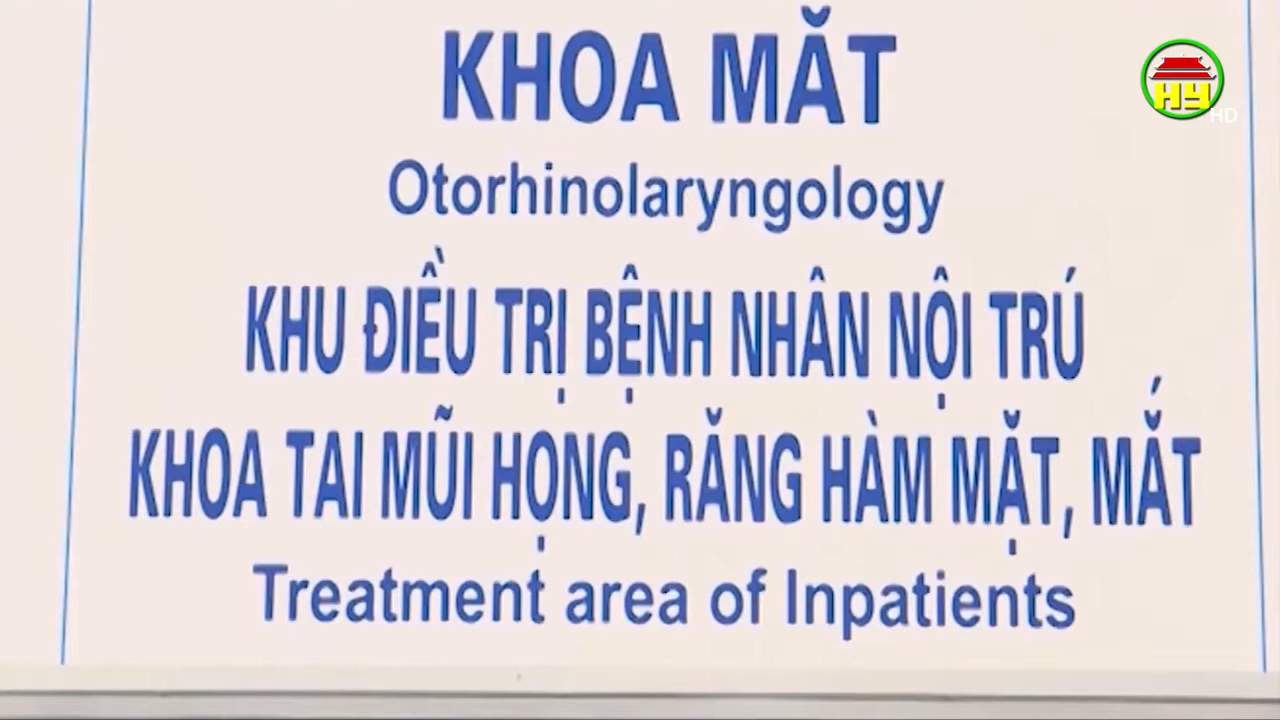 KHOA MẮT
Otorhinolaryngology
KHU ĐIỀU TRỊ BỆNH NHÂN NỘI TRÚ
KHOA TAI MŨI HỌNG, RĂNG HÀM MẶT, MẮT
Treatment area of Inpatients
HY
HD